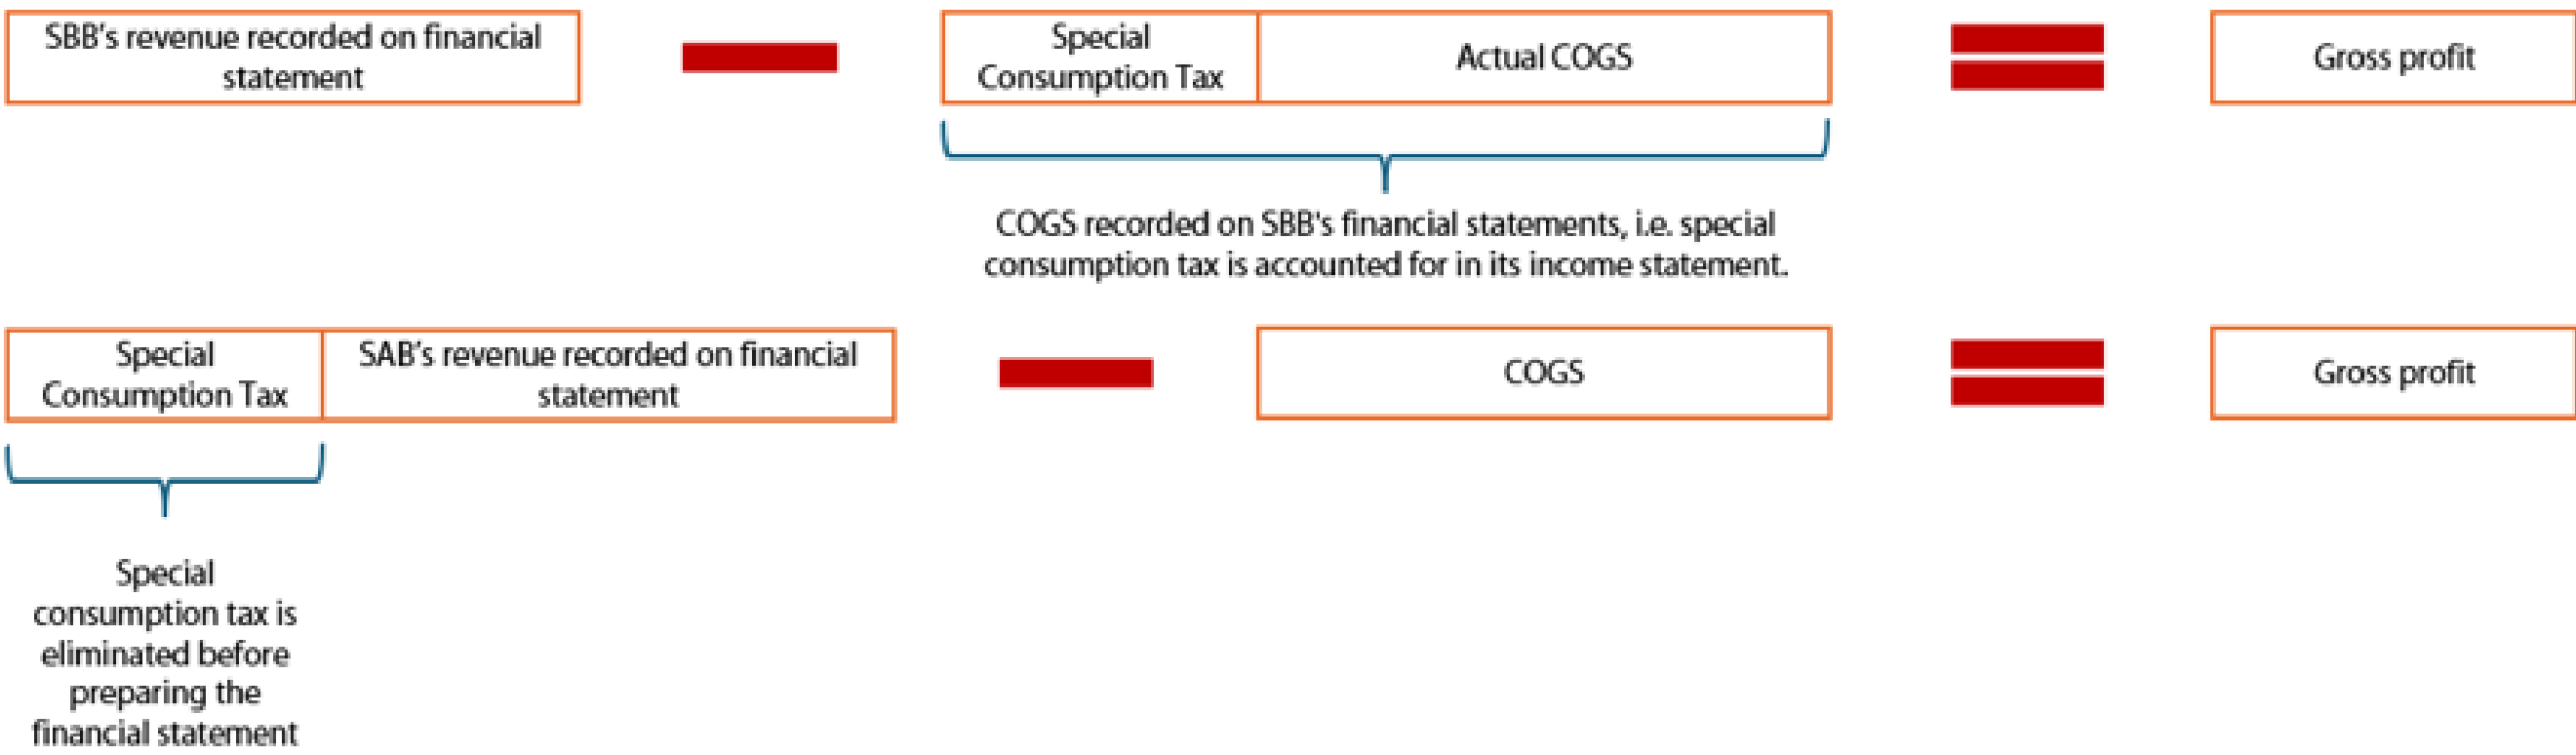 SBB's revenue recorded on financial
statement
Special
Consumption Tax
Actual COGS
Gross profit
COGS recorded on SBB's financial statements, i.e. special
consumption tax is accounted for in its income statement.
Special
Consumption Tax
SAB's revenue recorded on financial
statement
COGS
Gross profit
Special
consumption tax is
eliminated before
preparing the
financial statement